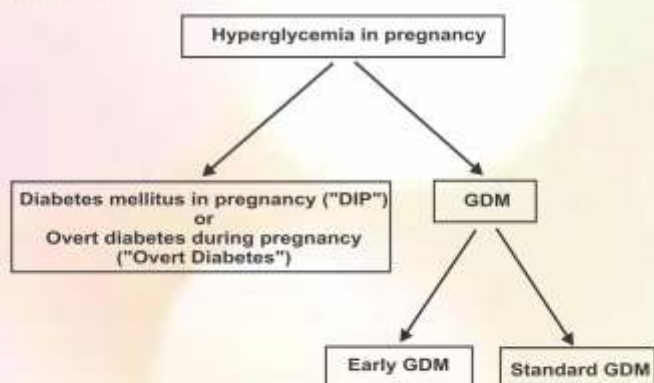 Hyperglycemia in pregnancy
Diabetes mellitus in pregnancy ("DIP")
or
Overt diabetes during pregnancy
("Overt Diabetes")
GDM
Early GDM
Standard GDM